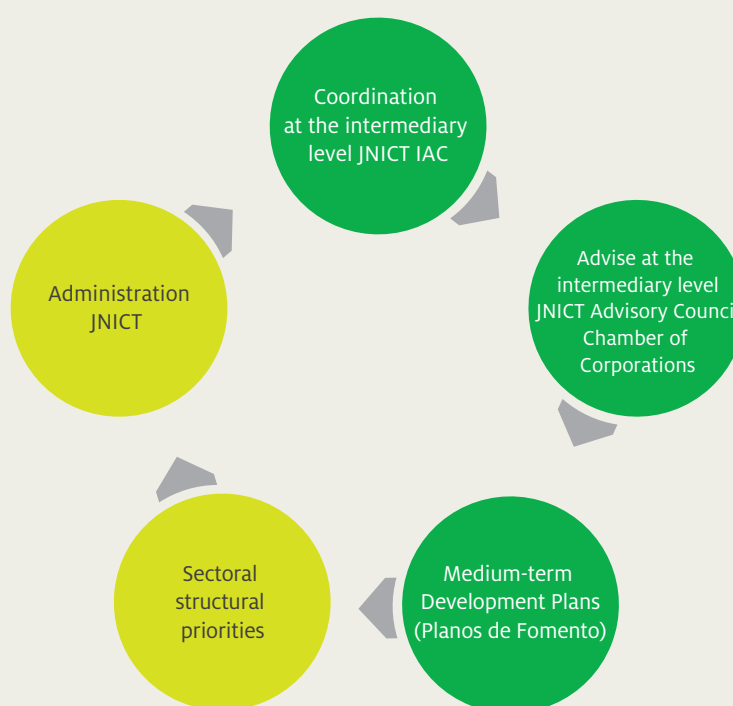 Coordination
at the intermediary
level JNICT IAC
Advise at the
intermediary level
JNICT Advisory Counci
Chamber of
Corporations
Medium-term
Development Plans
(Planos de Fomento)
Sectoral
structural
priorities
Administration
JNICT